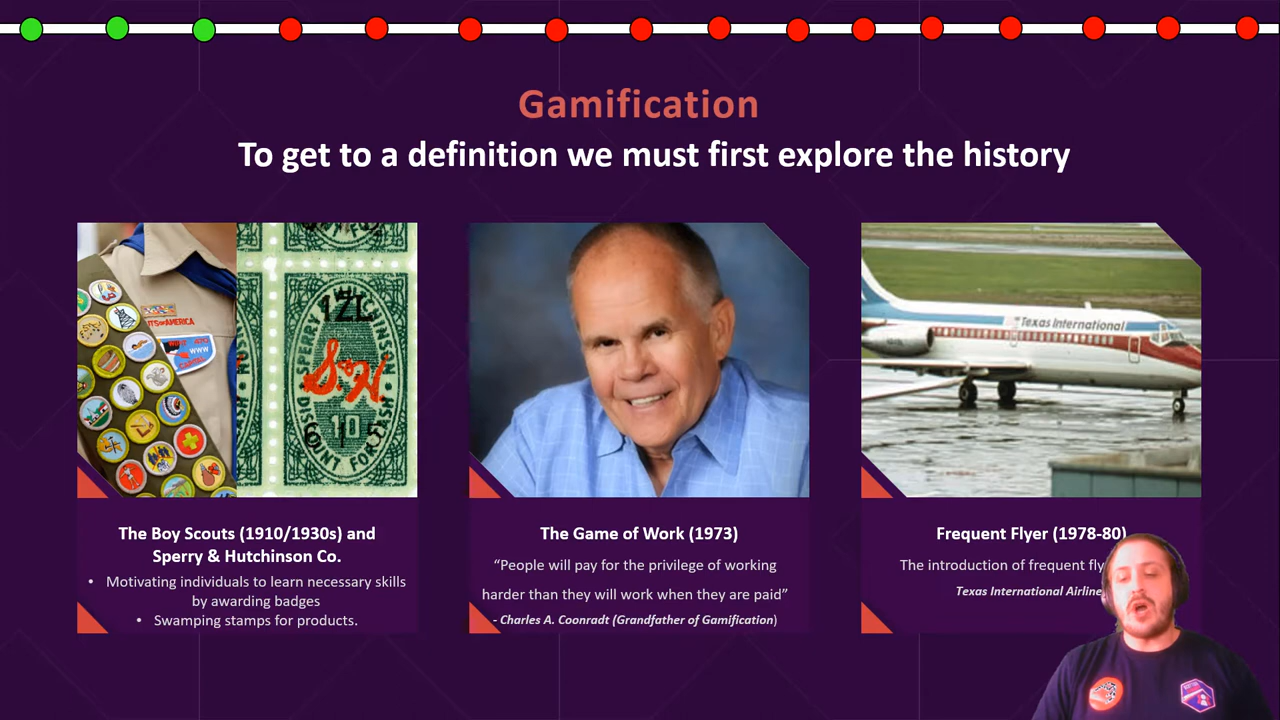 Gamification
To get to a definition we must first explore the history
The Boy Scouts (1910/1930s) and
Sperry & Hutchinson Co.
• Motivating individuals to learn necessary skills
by awarding badges
• Swamping stamps for products.
The Game of Work (1973)
“People will pay for the privilege of working
harder than they will work when they are paid”
- Charles A. Coonradt (Grandfather of Gamification)
Texas International
Frequent Flyer (1978-80)
The introduction of frequent
Texas International
S&H
10